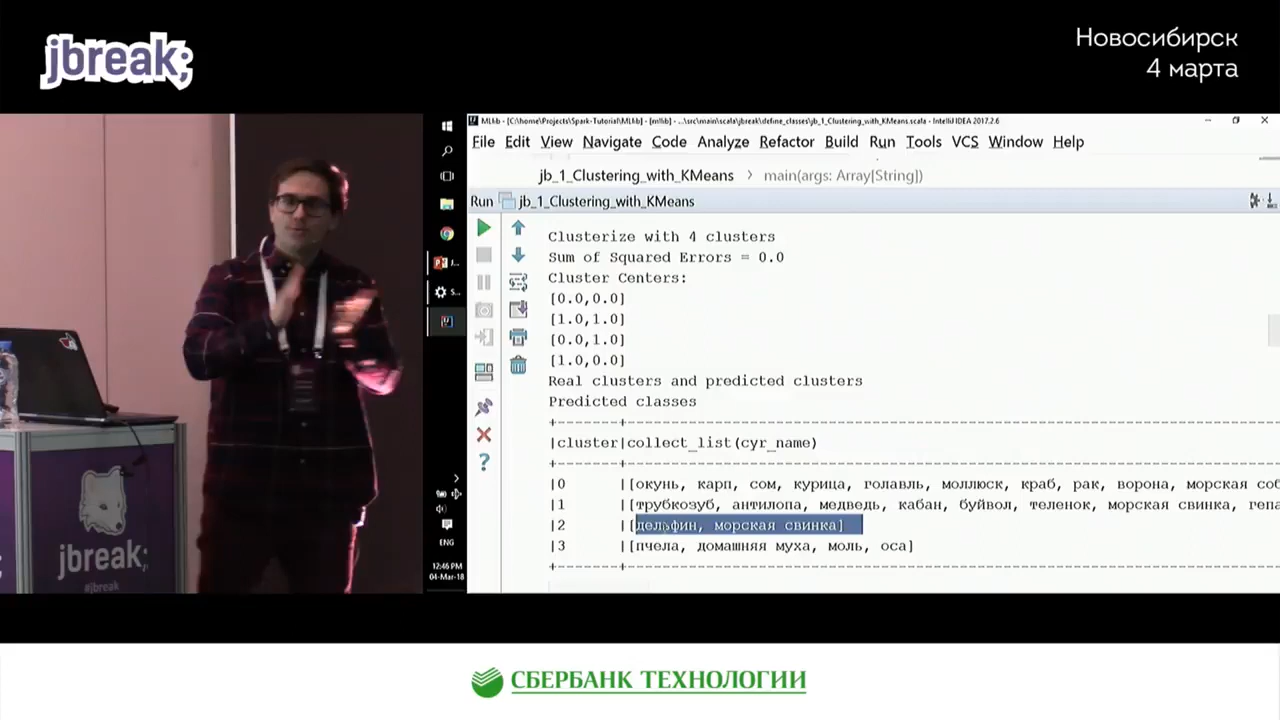 jbreak;
Новосибирск
4 марта
MLlib - [C:\home\Projects\Spark-Tutorial\MLlib] - [mllib] - ...\src\main\scala\jbreak\define_classes\jb_1_Clustering_with_KMeans.scala - IntelliJ IDEA 2017.2.6
File Edit View Navigate Code Analyze Refactor Tools VCS Window Help Build Run
jb_1_Clustering_with_KMeans main(args: Array[String])
Run jb_1_Clustering_with_KMeans
Clusterize with 4 clusters
Sum of Squared Errors = 0.0
Cluster Centers:
[0.0,0.0]
[1.0,1.0]
[0.0,1.0]
[1.0,0.0]
Real clusters and predicted clusters
Predicted classes
+-------+--------------------------------
|cluster|collect_list(cyr_name)
+-------+--------------------------------
|0 |[окунь, карп, сом, курица, голавль, моллюск, краб, рак, ворона, морская соб
|1 |[трубкозуб, антилопа, медведь, кабан, буйвол, теленок, морская свинка, гепа
|2 |[дельфин, морская свинка]
|3 |[пчела, домашняя муха, моль, оса]
+-------+--------------------------------
ENG
12:46 PM
04-Mar-18
jbreak;
#jbreak
СБЕРБАНК ТЕХНОЛОГИИ